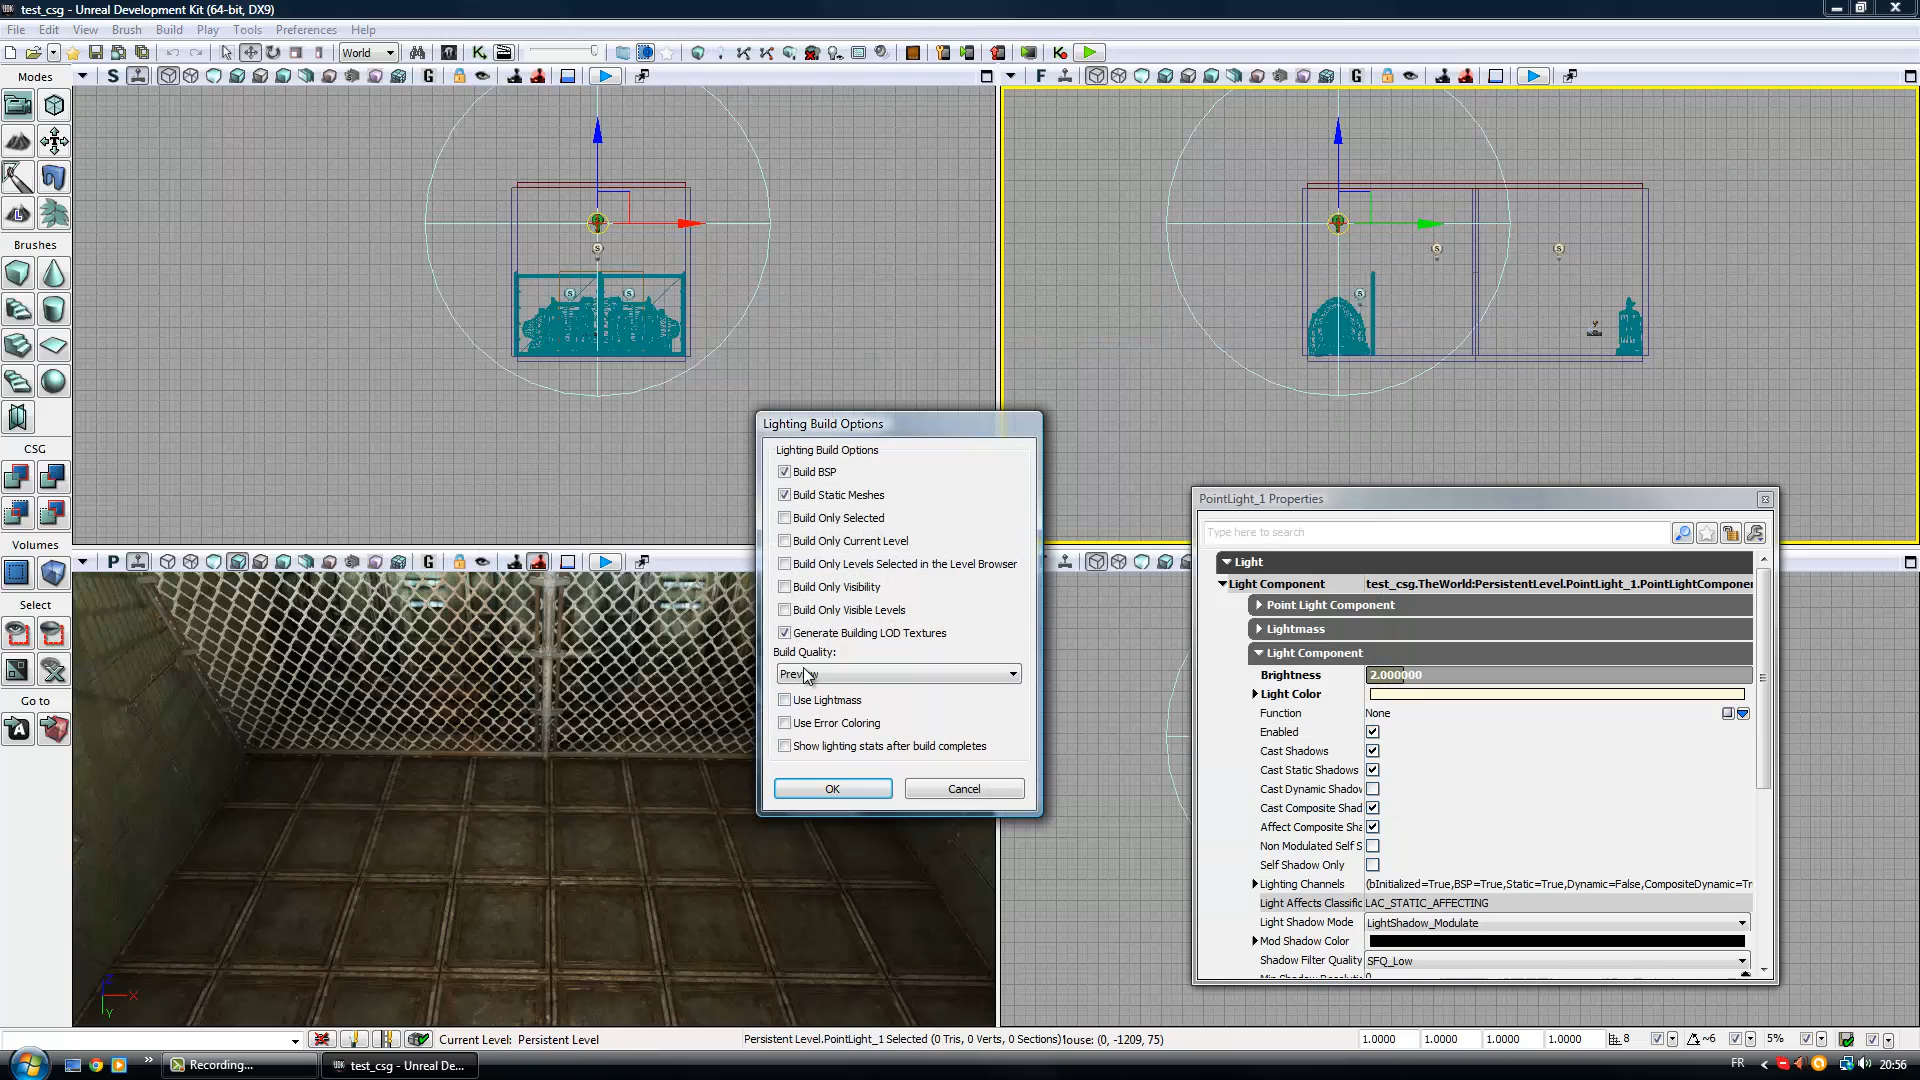 test_csg - Unreal Development Kit (64-bit, DX9)
File Edit View Brush Build Play Tools Preferences Help
World
Modes
S
G
F
G
Brushes
CSG
Volumes
Select
Go to
P
G
Lighting Build Options
Lighting Build Options
Build BSP
Build Static Meshes
Build Only Selected
Build Only Current Level
Build Only Levels Selected in the Level Browser
Build Only Visibility
Build Only Visible Levels
Generate Building LOD Textures
Build Quality:
Use Lightmass
Use Error Coloring
Show lighting stats after build completes
OK Cancel
PointLight_1 Properties
Type here to search
Light
Light Component test_csg.TheWorld:PersistentLevel.PointLight_1.PointLightComponer
Point Light Component
Lightmass
Light Component
Brightness 2.000000
Light Color
Function None
Enabled
Cast Shadows
Cast Static Shadows
Cast Dynamic Shadov
Cast Composite Shad
Affect Composite Sha
Non Modulated Self S
Self Shadow Only
Lighting Channels (bInitialized=True,BSP=True,Static=True,Dynamic=False,CompositeDynamic=Tr
Light Affects Classific LAC_STATIC_AFFECTING
Light Shadow Mode LightShadow_Modulate
Mod Shadow Color
Shadow Filter Quality SFQ_Low
Z X Y
Current Level: Persistent Level
Persistent Level.PointLight_1 Selected (0 Tris, 0 Verts, 0 Sections) louse: (0, -1209, 75)
1.0000 1.0000 1.0000 1.0000 8 ~6 5%
Recording... test_csg - Unreal De... FR 20:56